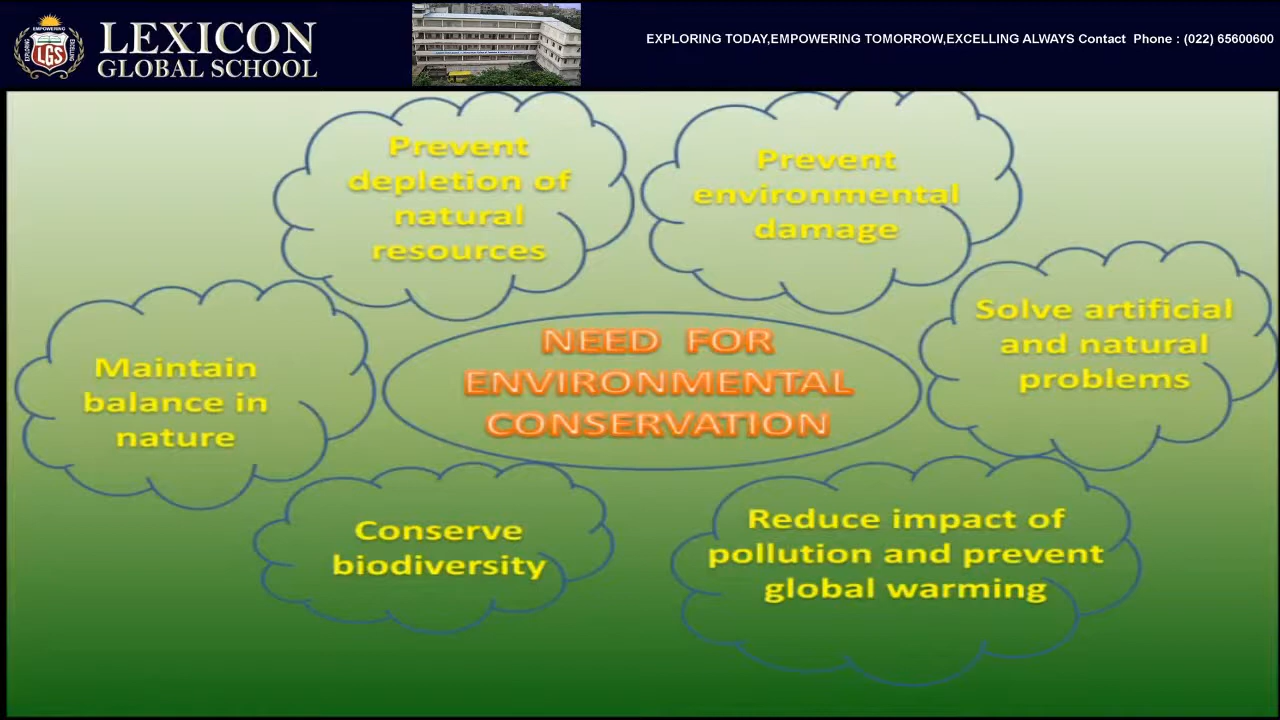 EMPOWERING
LGS
LEXICON
GLOBAL SCHOOL
EXPLORING TODAY,EMPOWERING TOMORROW,EXCELLING ALWAYS Contact Phone : (022) 65600600
Prevent
depletion of
natural
resources
Prevent
environmental
damage
Solve artificial
and natural
problems
Maintain
balance in
nature
NEED FOR
ENVIRONMENTAL
CONSERVATION
Conserve
biodiversity
Reduce impact of
pollution and prevent
global warming